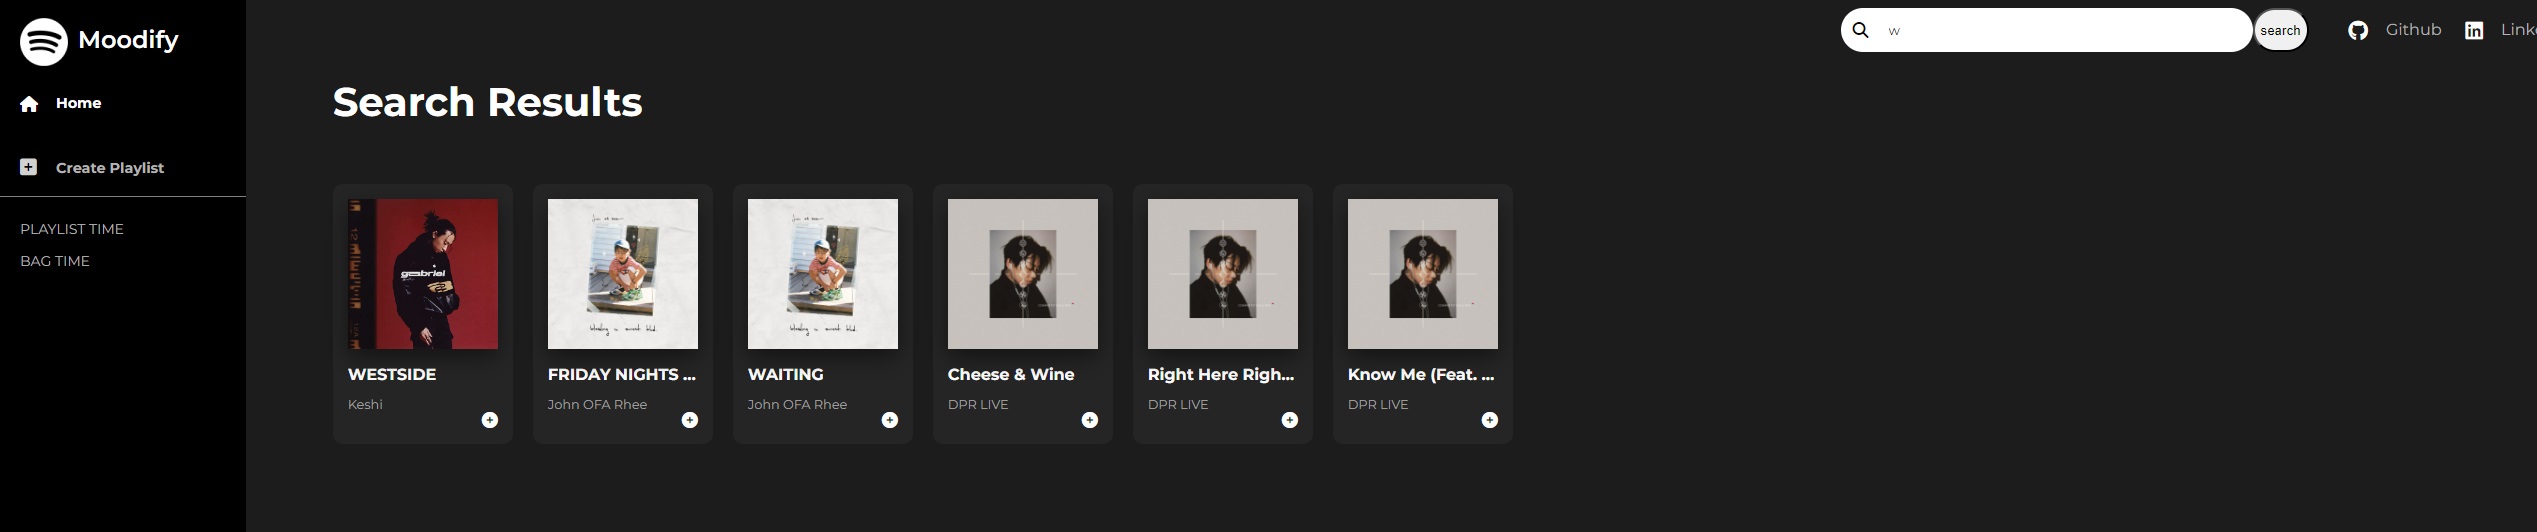 Moodify
Home
Create Playlist
PLAYLIST TIME
BAG TIME
w
search
Github
Linke
Search Results
gabriel
WESTSIDE
Keshi
FRIDAY NIGHTS ...
John OFA Rhee
WAITING
John OFA Rhee
Cheese & Wine
DPR LIVE
Right Here Righ...
DPR LIVE
Know Me (Feat. ...
DPR LIVE